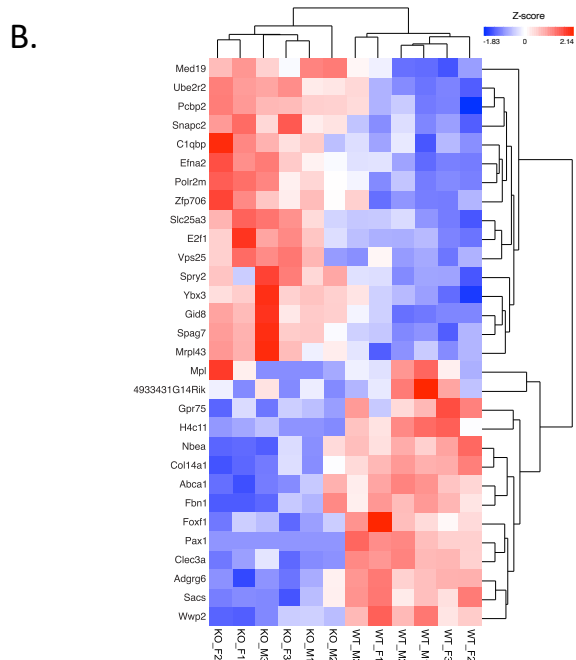 B.
Z-score
-1.83 0 2.14
Med19
Ube2r2
Pcbp2
Snapc2
C1qbp
Efna2
Polr2m
Zfp706
Slc25a3
E2f1
Vps25
Spry2
Ybx3
Gid8
Spag7
Mrpl43
Mpl
4933431G14Rik
Gpr75
H4c11
Nbea
Col14a1
Abca1
Fbn1
Foxf1
Pax1
Clec3a
Adgrg6
Sacs
Wwp2
KO_F2
KO_F1
KO_M3
KO_F3
KO_M1
KO_M2
WT_F1
WT_M
WT_F3
WT_F2